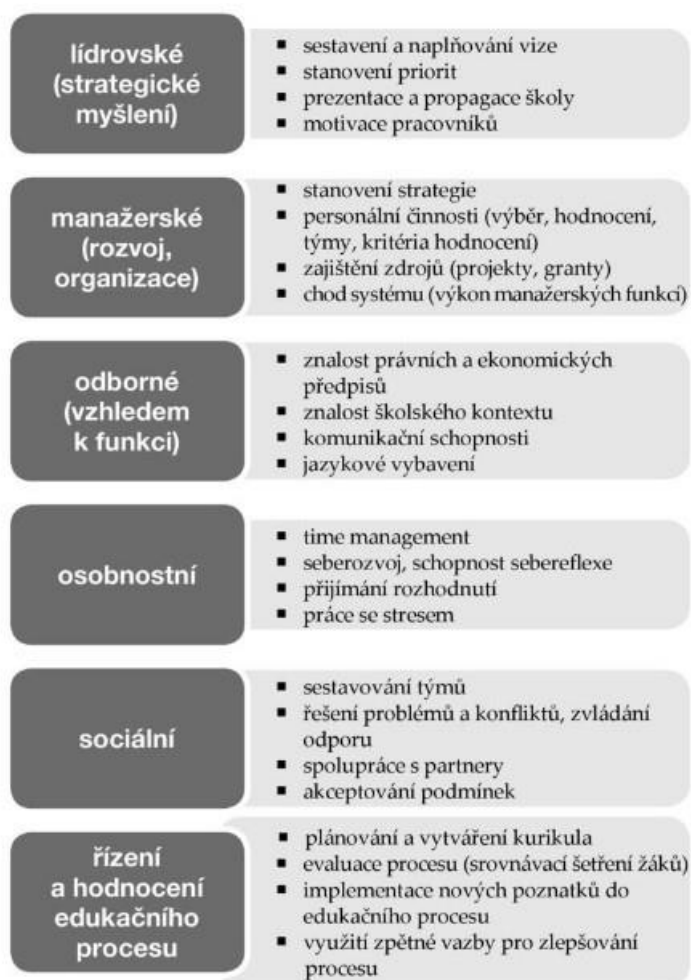 lídrovské
(strategické
myšlení)
▪ sestavení a naplňování vize
▪ stanovení priorit
▪ prezentace a propagace školy
▪ motivace pracovníků
manažerské
(rozvoj,
organizace)
▪ stanovení strategie
▪ personální činnosti (výběr, hodnocení,
týmy, kritéria hodnocení)
▪ zajištění zdrojů (projekty, granty)
▪ chod systému (výkon manažerských funkcí)
odborné
(vzhledem
k funkci)
▪ znalost právních a ekonomických
předpisů
▪ znalost školského kontextu
▪ komunikační schopnosti
▪ jazykové vybavení
osobnostní
▪ time management
▪ seberozvoj, schopnost sebereflexe
▪ přijímání rozhodnutí
▪ práce se stresem
sociální
▪ sestavování týmů
▪ řešení problémů a konfliktů, zvládání
odporu
▪ spolupráce s partnery
▪ akceptování podmínek
řízení
a hodnocení
edukačního
procesu
▪ plánování a vytváření kurikula
▪ evaluace procesu (srovnávací šetření žáků)
▪ implementace nových poznatků do
edukačního procesu
▪ využití zpětné vazby pro zlepšování
procesu